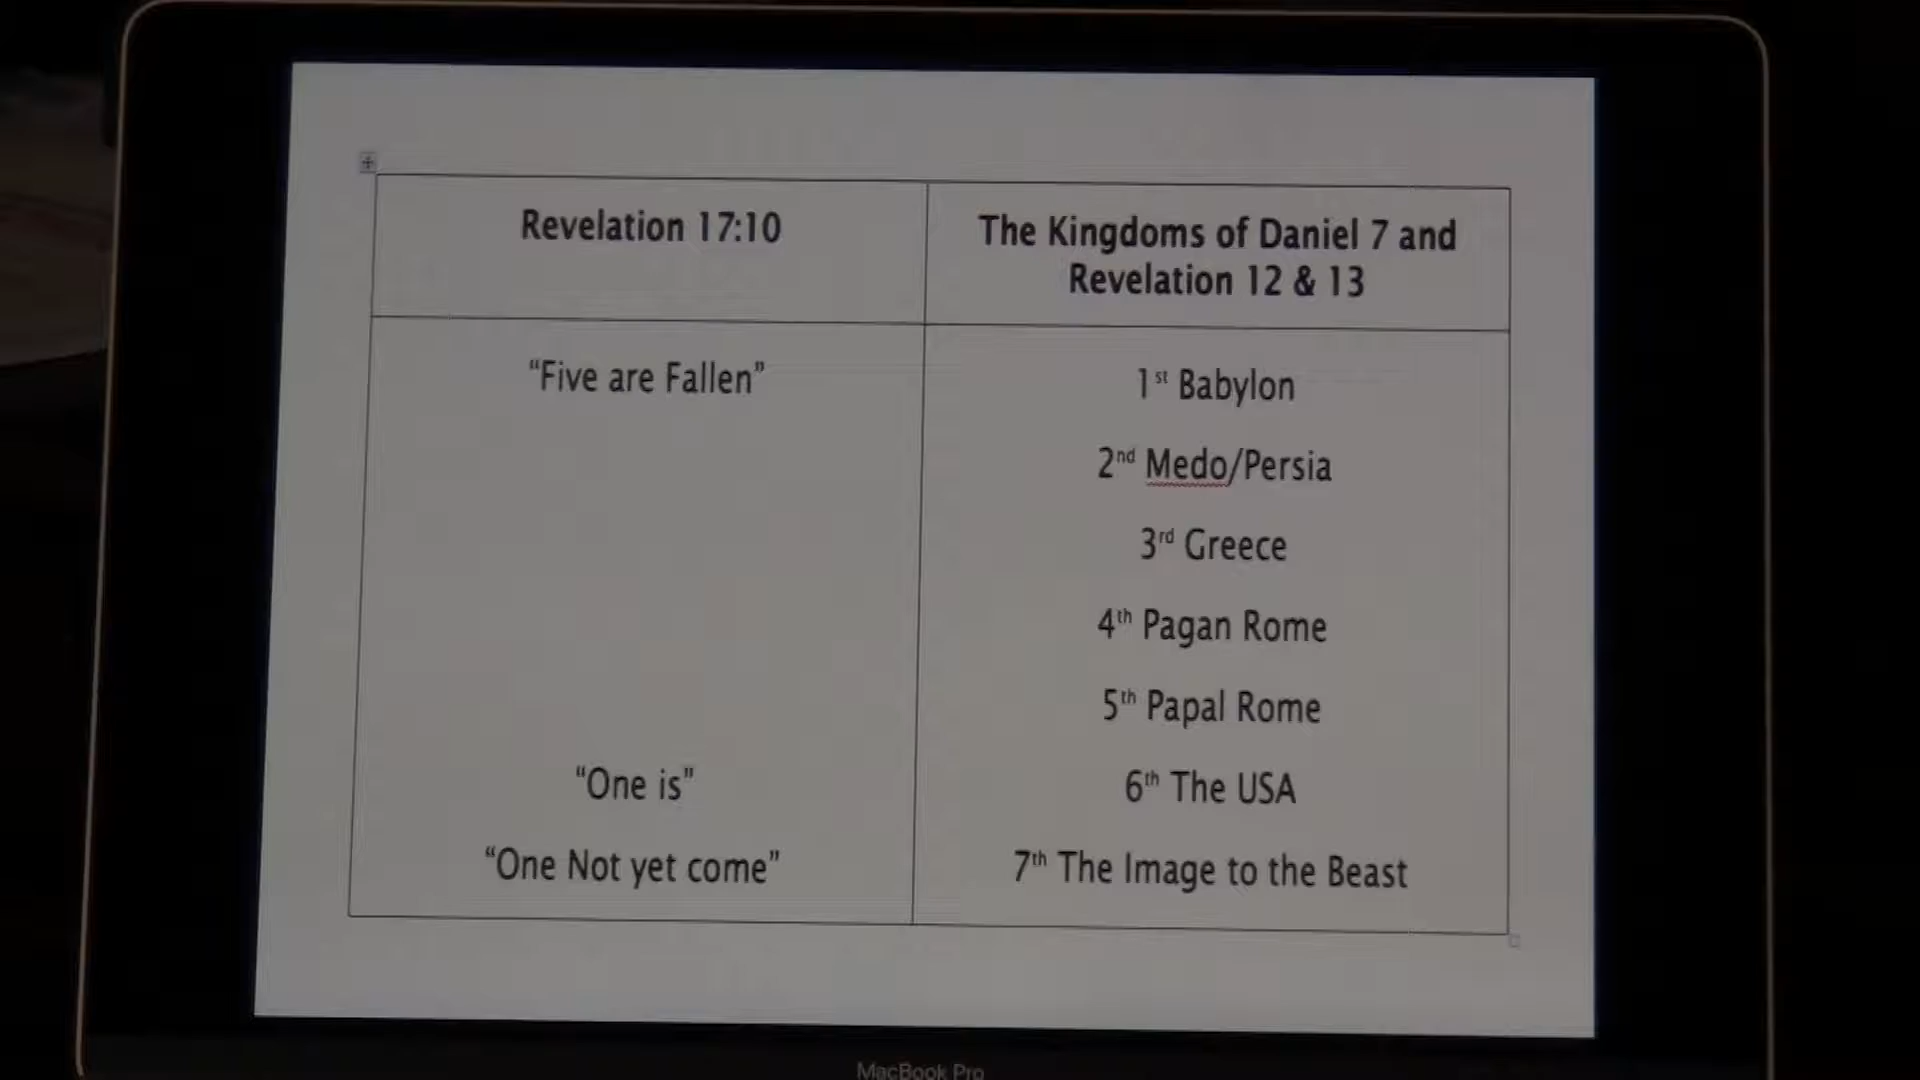 Revelation 17:10
The Kingdoms of Daniel 7 and
Revelation 12 & 13
“Five are Fallen”
1st Babylon
2nd Medo/Persia
3rd Greece
4th Pagan Rome
5th Papal Rome
“One is”
6th The USA
“One Not yet come”
7th The Image to the Beast
MacBook Pro